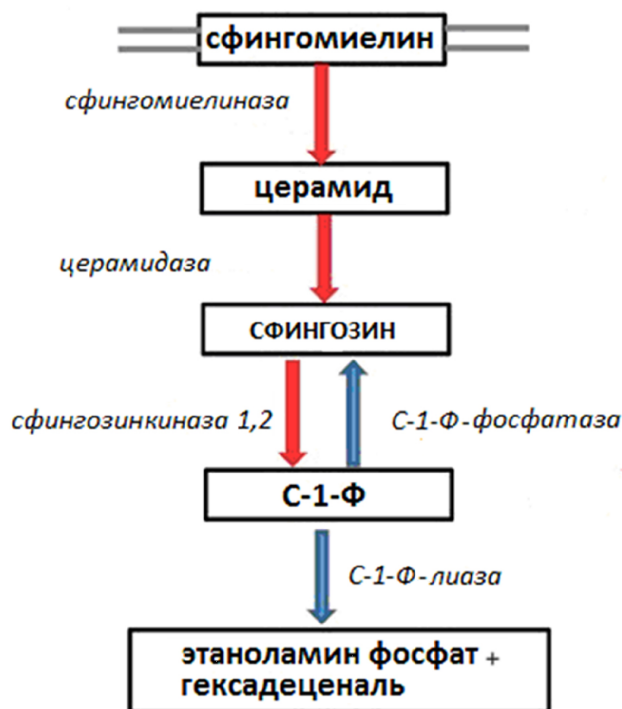 сфингомиелин
сфингомиелиназа
церамид
церамидаза
СФИНГОЗИН
сфингозинкиназа 1,2
С-1-Ф-фосфатаза
С-1-Ф
С-1-Ф-лиаза
этаноламин фосфат +
гексадеценаль